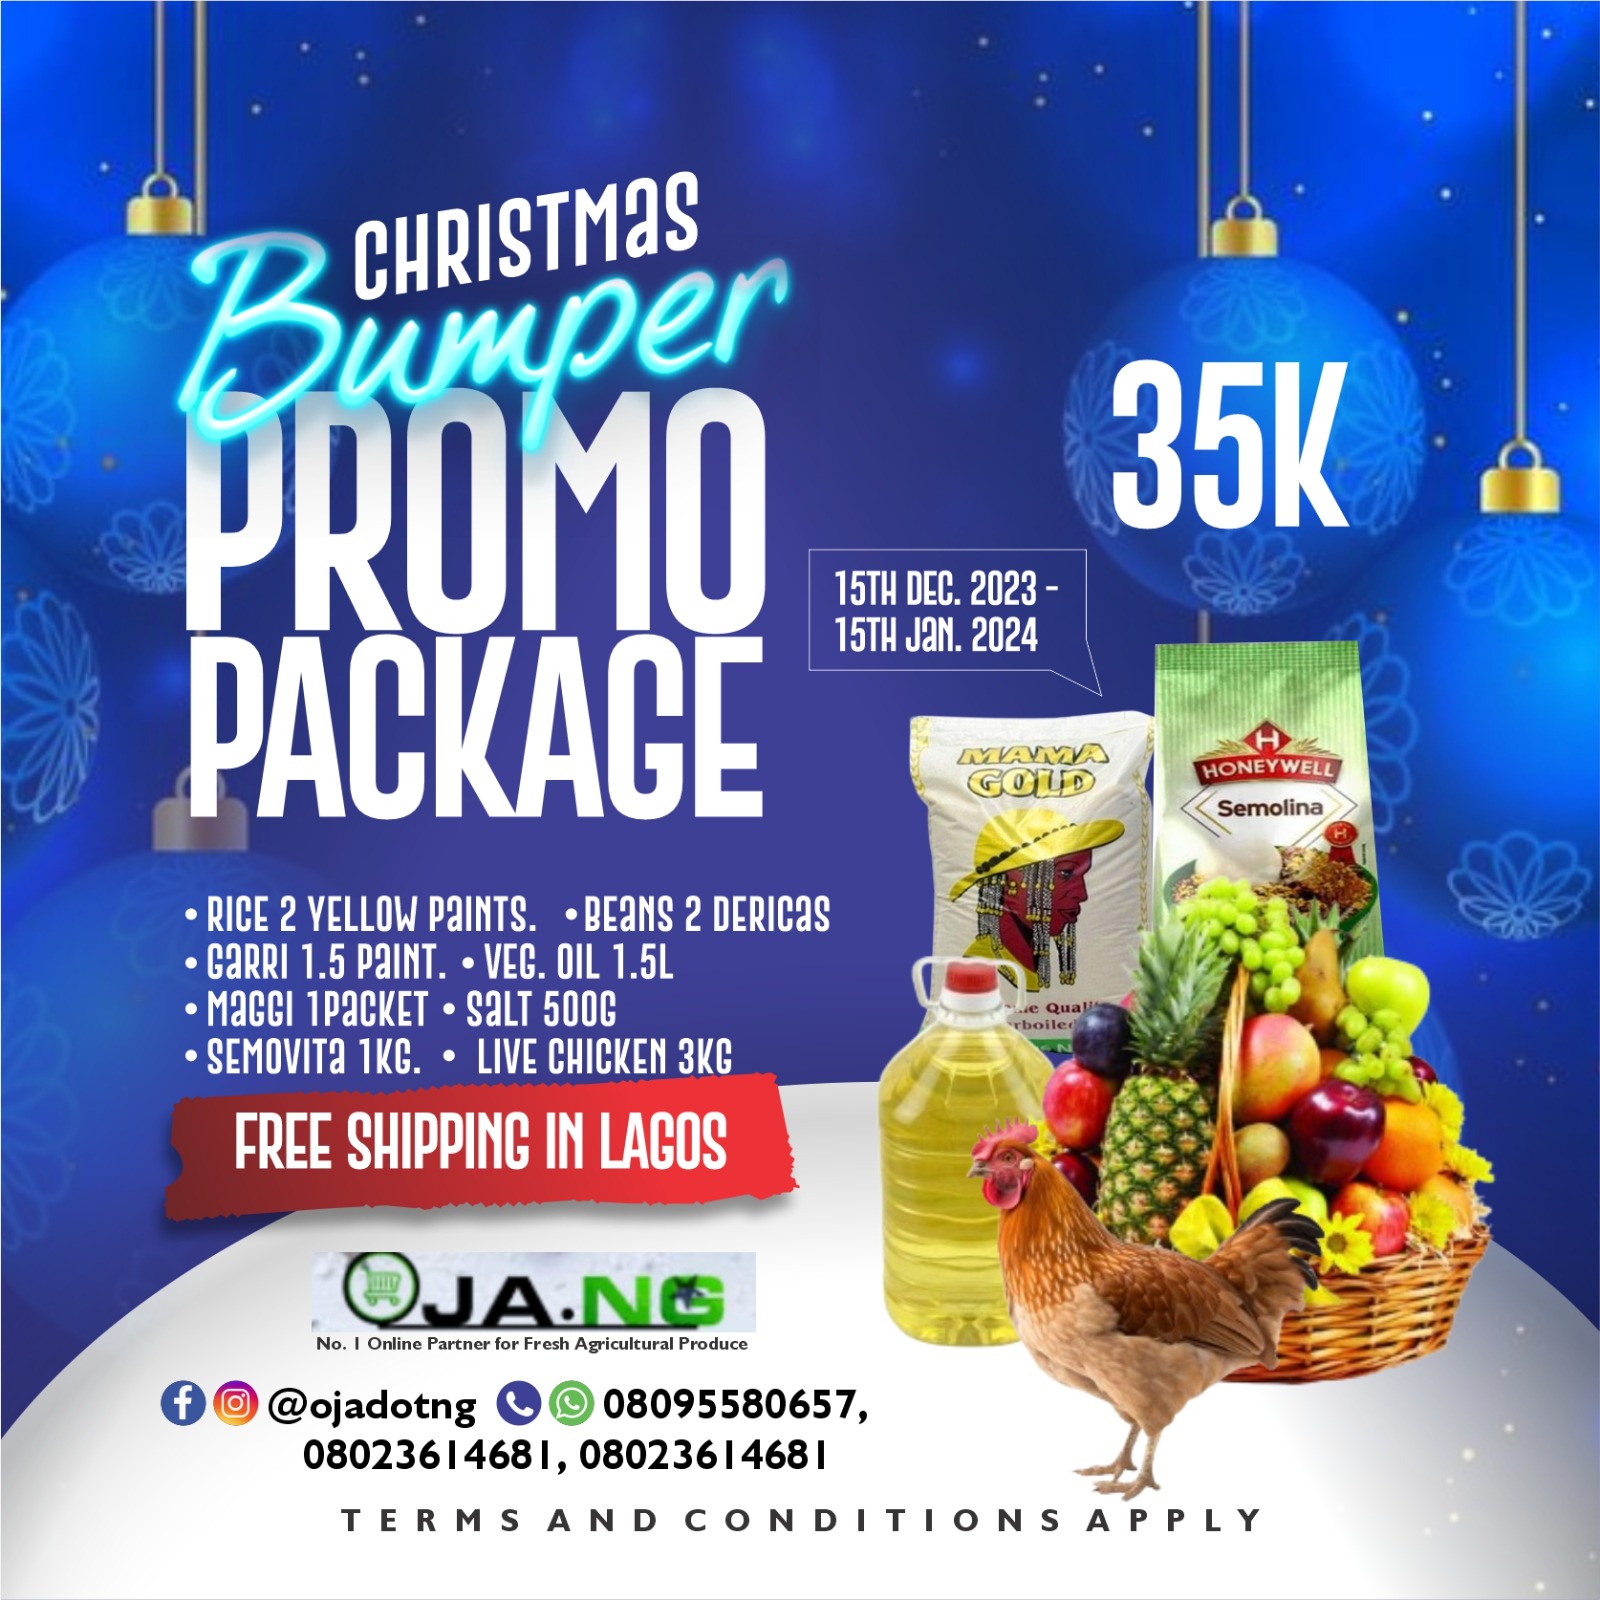 CHRISTMAS
Bumper
PROMO
PACKAGE
35K
15TH DEC. 2023 -
15TH JAN. 2024
• RICE 2 YELLOW PAINTS. • BEANS 2 DERICAS
• GARRI 1.5 PAINT. • VEG. OIL 1.5L
• MAGGI 1PACKET • SALT 500G
• SEMOVITA 1KG. • LIVE CHICKEN 3KG
FREE SHIPPING IN LAGOS
MAMA
GOLD
H
HONEYWELL
Semolina
OJA.NG
No. 1 Online Partner for Fresh Agricultural Produce
@ojadotng 08095580657,
08023614681, 08023614681
TERMS AND CONDITIONS APPLY